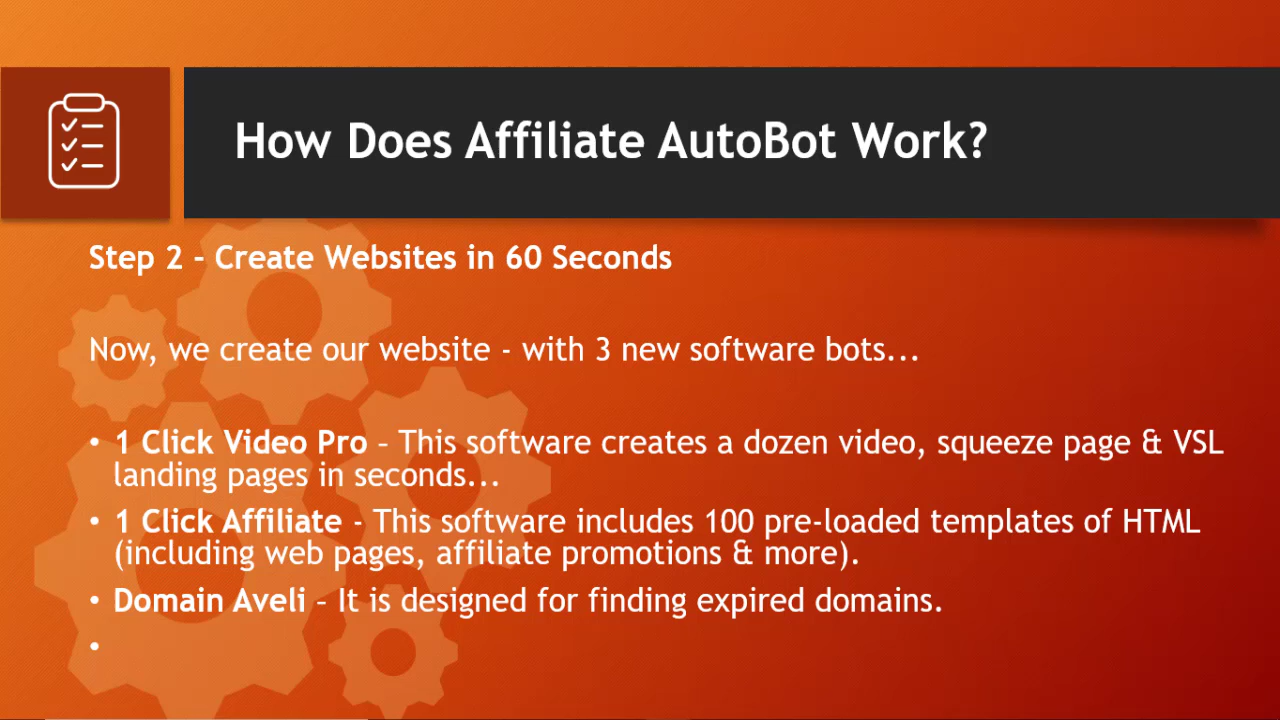 How Does Affiliate AutoBot Work?
Step 2 - Create Websites in 60 Seconds
Now, we create our website - with 3 new software bots...
• 1 Click Video Pro – This software creates a dozen video, squeeze page & VSL
landing pages in seconds...
• 1 Click Affiliate - This software includes 100 pre-loaded templates of HTML
(including web pages, affiliate promotions & more).
• Domain Aveli – It is designed for finding expired domains.
•